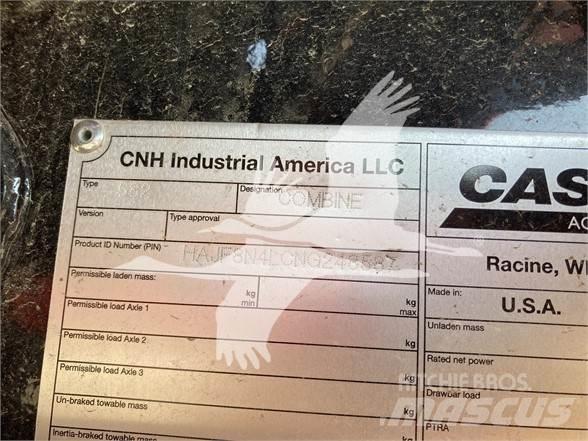 CNH Industrial America LLC
Type
Designation COMBINE
Version
Type approval
Product ID Number (PIN)
Permissible laden mass: kg min kg max
Permissible load Axle 1 kg
Permissible load Axle 2 kg
Permissible load Axle 3 kg
Un-braked towable mass kg
Inertia-braked towable mass
CAS
AG
Racine, WI
Made in:
U.S.A.
Unladen mass
Rated net power
Drawbar load
PTRA
RITCHIE BROS.
MASCUS